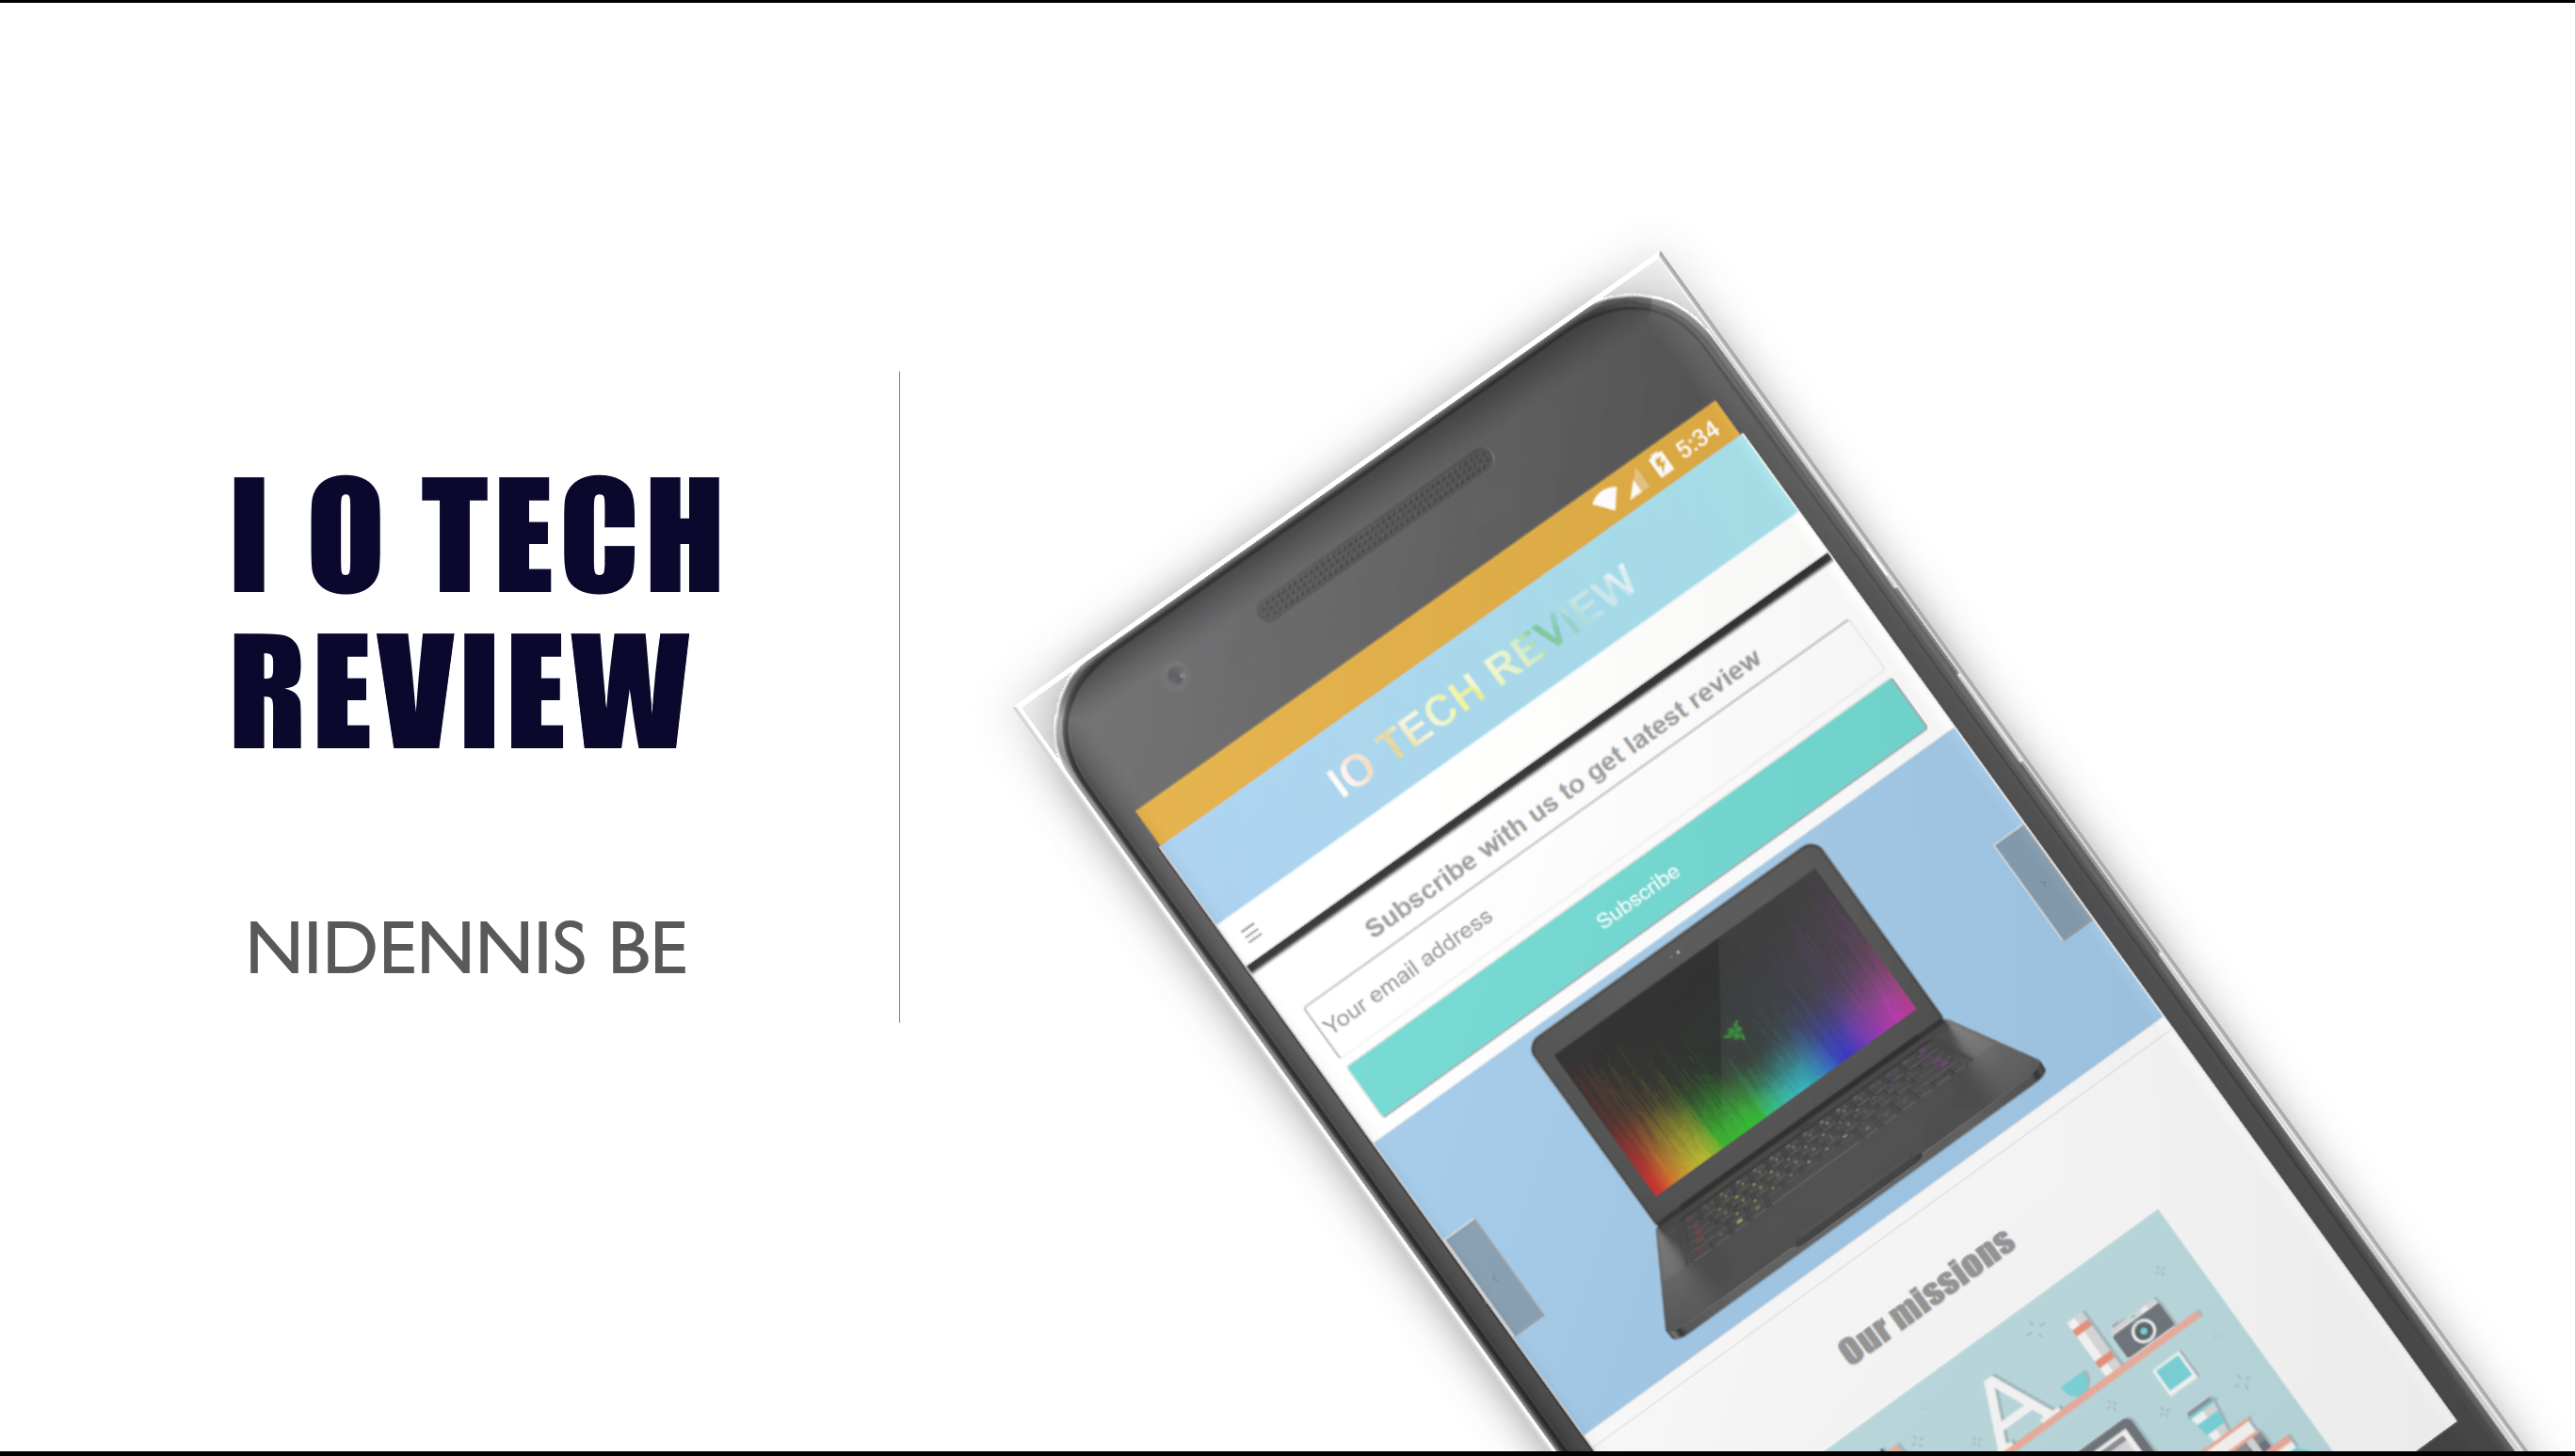 I O TECH
REVIEW
NIDENNIS BE
5:34
IO TECH REVIEW
Subscribe with us to get latest review
Your email address
Subscribe
Our missions
A